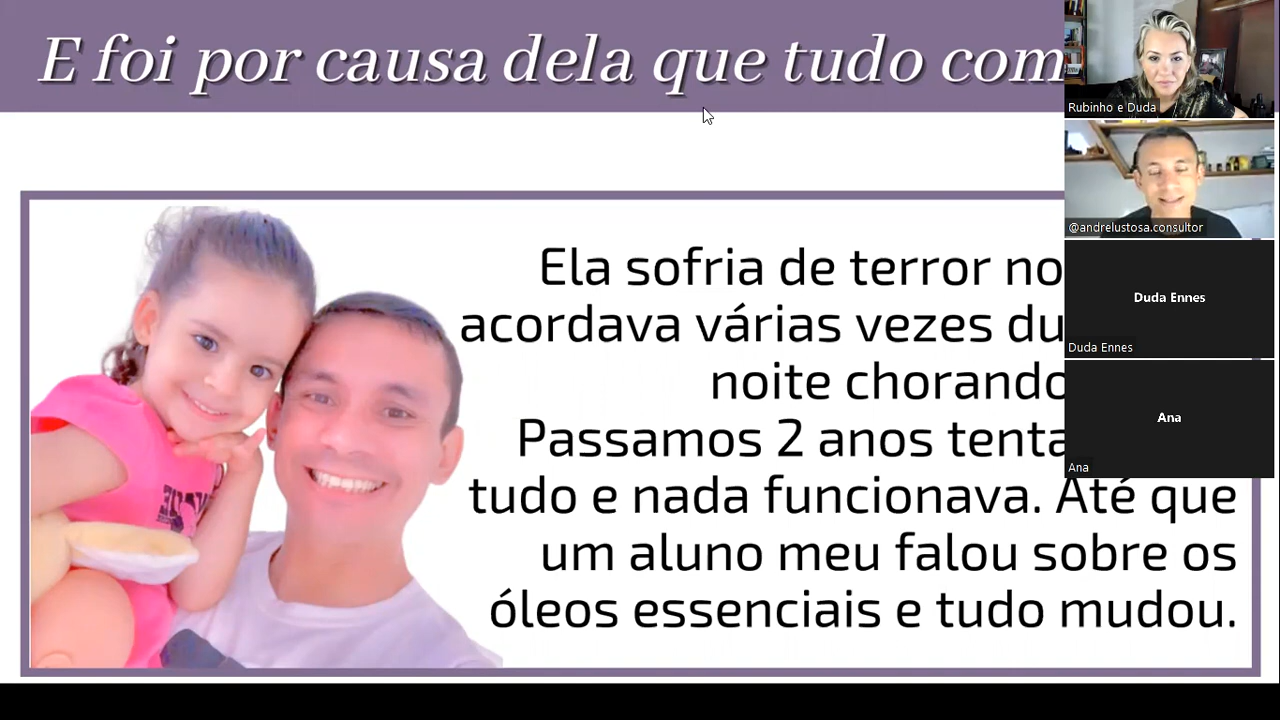 E foi por causa dela que tudo com
Ela sofria de terror no
acordava várias vezes du
noite chorando
Passamos 2 anos tenta
tudo e nada funcionava. Até que
um aluno meu falou sobre os
óleos essenciais e tudo mudou.
Rubinho e Duda
@andrelustosa.consultor
Duda Ennes
Duda Ennes
Ana
Ana